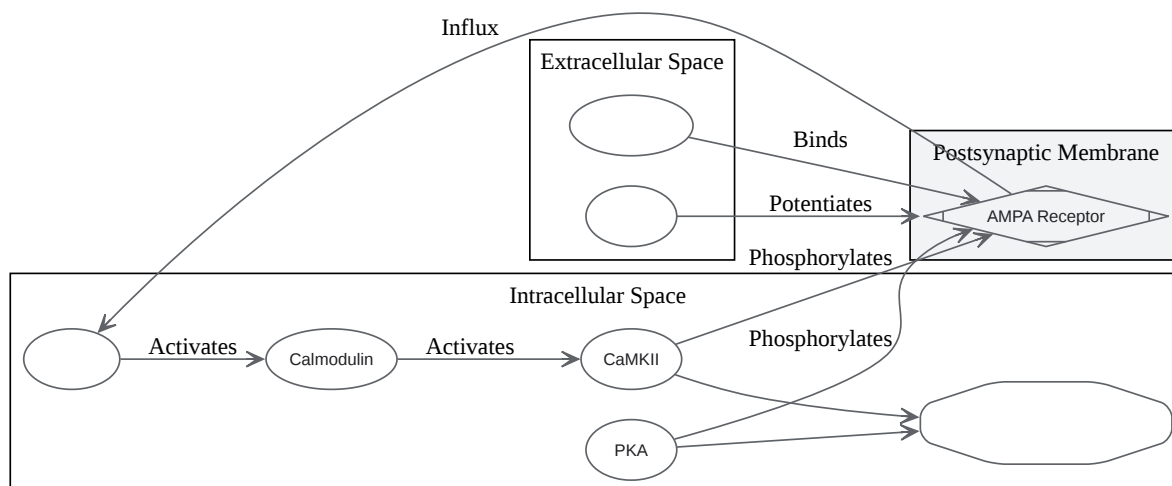 Influx
Extracellular Space
Binds
Postsynaptic Membrane
Potentiates
AMPA Receptor
Phosphorylates
Intracellular Space
Phosphorylates
Activates
Calmodulin
Activates
CaMKII
PKA